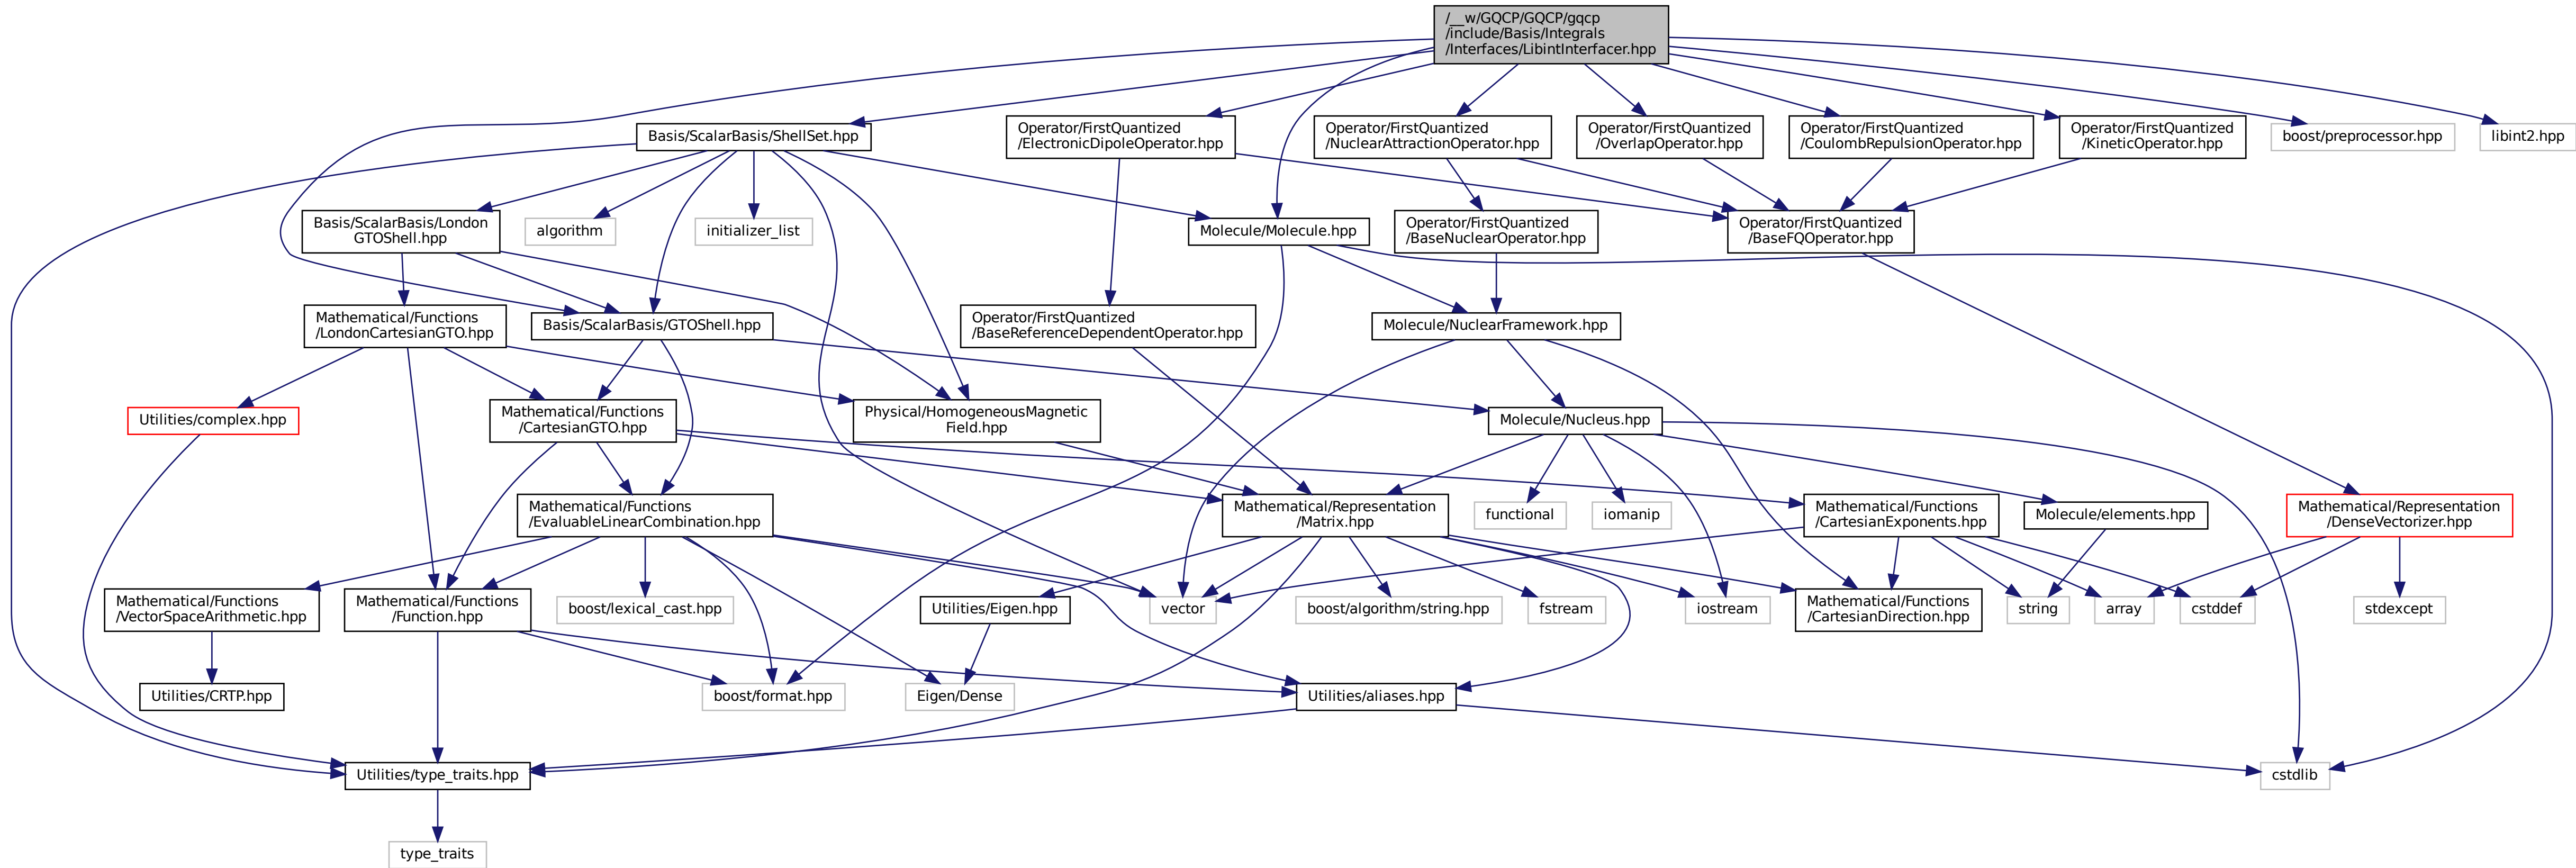 /__w/GQCP/GQCP/gqcp
/include/Basis/Integrals
/Interfaces/LibintInterfacer.hpp
Basis/ScalarBasis/ShellSet.hpp
Operator/FirstQuantized
/ElectronicDipoleOperator.hpp
Operator/FirstQuantized
/NuclearAttractionOperator.hpp
Operator/FirstQuantized
/OverlapOperator.hpp
Operator/FirstQuantized
/CoulombRepulsionOperator.hpp
Operator/FirstQuantized
/KineticOperator.hpp
boost/preprocessor.hpp
libint2.hpp
Basis/ScalarBasis/London
GTOShell.hpp
algorithm
initializer_list
Molecule/Molecule.hpp
Operator/FirstQuantized
/BaseNuclearOperator.hpp
Operator/FirstQuantized
/BaseFQOperator.hpp
Mathematical/Functions
/LondonCartesianGTO.hpp
Basis/ScalarBasis/GTOShell.hpp
Operator/FirstQuantized
/BaseReferenceDependentOperator.hpp
Molecule/NuclearFramework.hpp
Utilities/complex.hpp
Mathematical/Functions
/CartesianGTO.hpp
Physical/HomogeneousMagnetic
Field.hpp
Molecule/Nucleus.hpp
Mathematical/Functions
/EvaluableLinearCombination.hpp
Mathematical/Representation
/Matrix.hpp
functional
iomanip
Mathematical/Functions
/CartesianExponents.hpp
Molecule/elements.hpp
Mathematical/Representation
/DenseVectorizer.hpp
Mathematical/Functions
/VectorSpaceArithmetic.hpp
Mathematical/Functions
/Function.hpp
boost/lexical_cast.hpp
Utilities/Eigen.hpp
vector
boost/algorithm/string.hpp
fstream
iostream
Mathematical/Functions
/CartesianDirection.hpp
string
array
cstddef
stdexcept
Utilities/CRTP.hpp
boost/format.hpp
Eigen/Dense
Utilities/aliases.hpp
Utilities/type_traits.hpp
cstdlib
type_traits